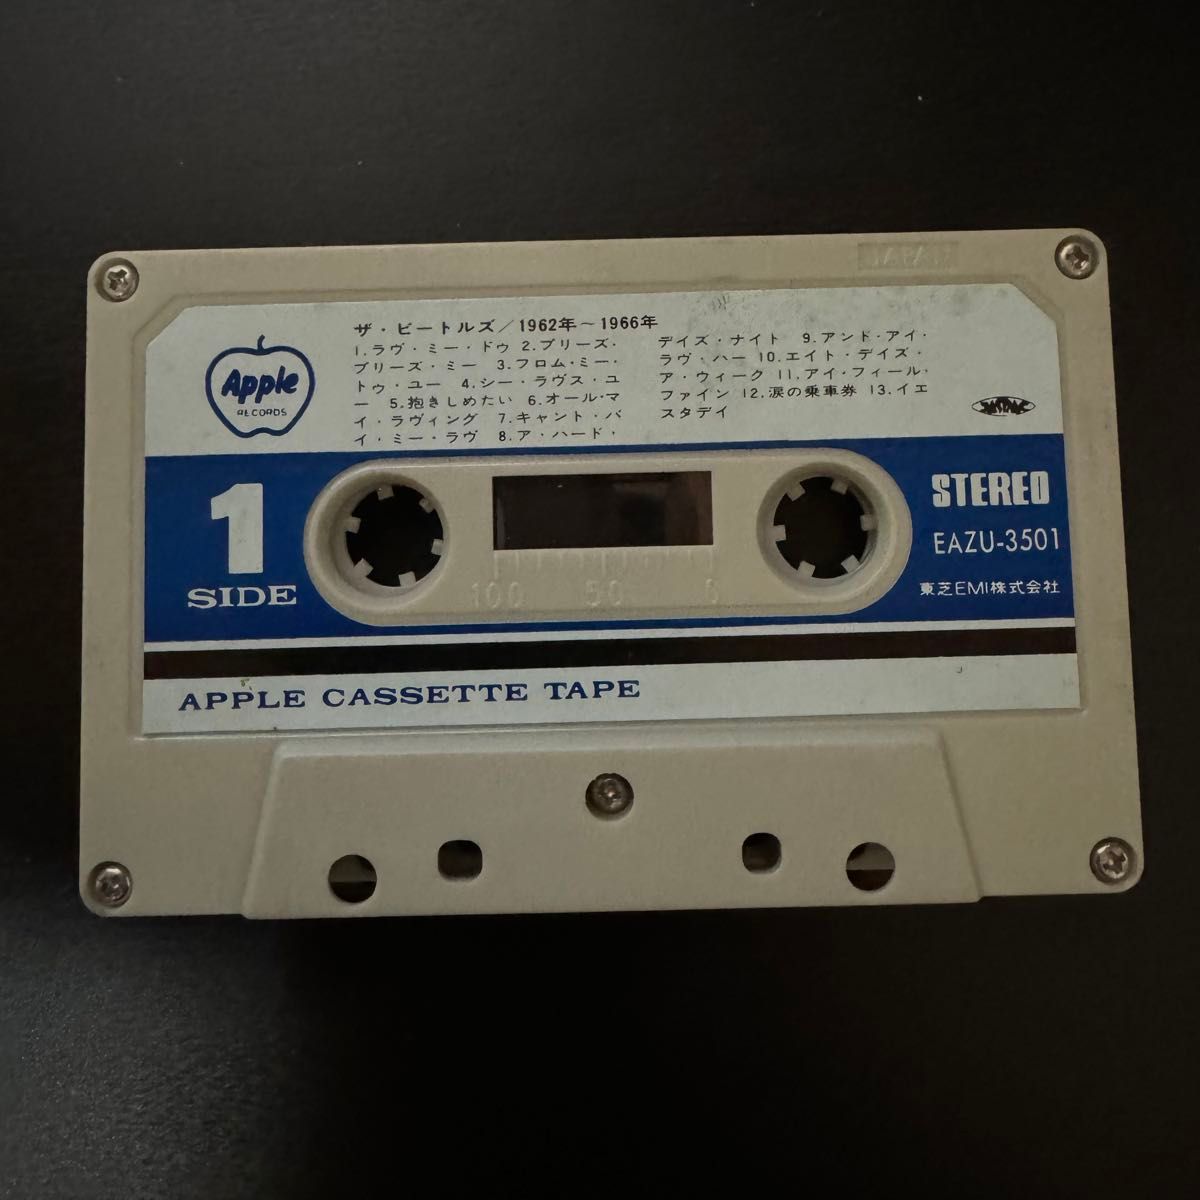 JAPAN
ザ・ビートルズ/1962年～1966年
1.ラヴ・ミー・ドゥ 2.プリーズ・
プリーズ・ミー 3.フロム・ミー・
トゥ・ユー 4.シー・ラヴス・ユ
ー 5.抱きしめたい 6.オール・マ
イ・ラヴィング 7.キャント・バ
イ・ミー・ラヴ 8.ア・ハード・
デイズ・ナイト 9.アンド・アイ・
ラヴ・ハー 10.エイト・デイズ・
ア・ウィーク 11.アイ・フィール・
ファイン 12.涙の乗車券 13.イエ
スタデイ
Apple
RECORDS
1
SIDE
STEREO
EAZU-3501
東芝EMI株式会社
100 50 0
APPLE CASSETTE TAPE